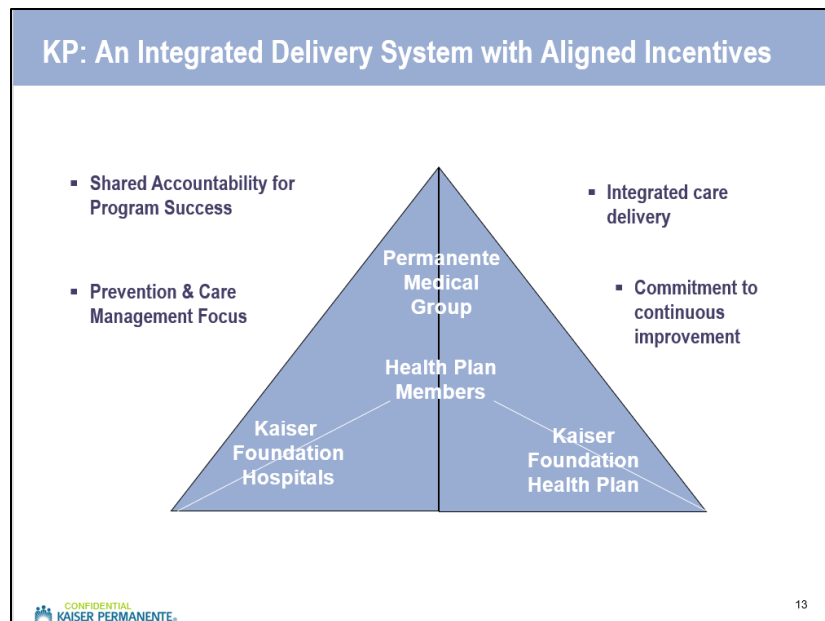 KP: An Integrated Delivery System with Aligned Incentives
▪ Shared Accountability for
Program Success
▪ Prevention & Care
Management Focus
▪ Integrated care
delivery
▪ Commitment to
continuous
improvement
Permanente
Medical
Group
Health Plan
Members
Kaiser
Foundation
Hospitals
Kaiser
Foundation
Health Plan
CONFIDENTIAL
KAISER PERMANENTE®
13